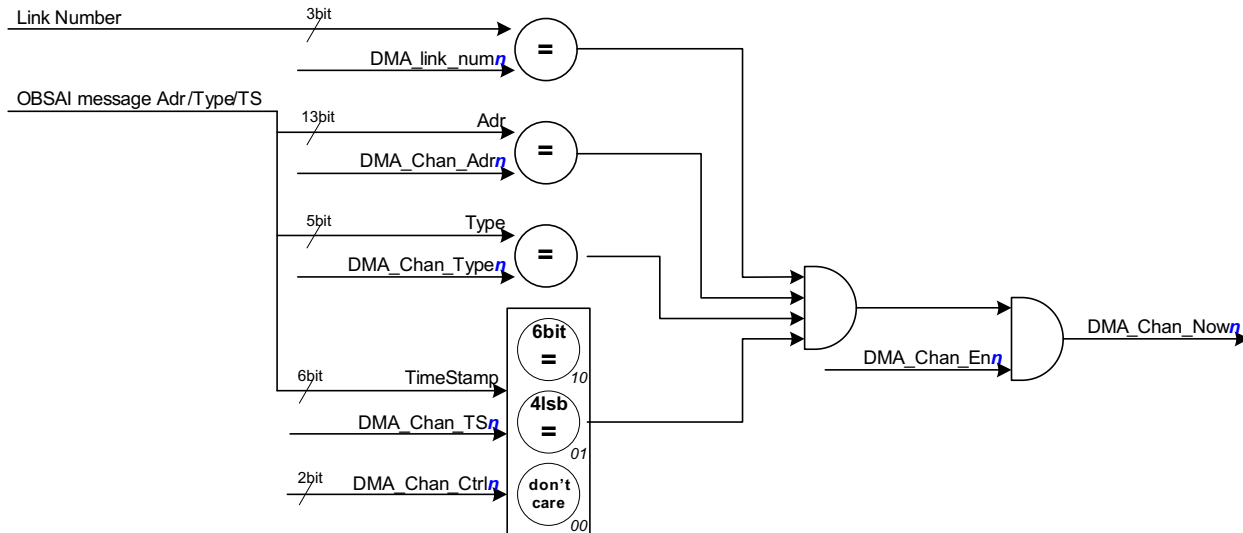 Link Number
3bit
=
DMA_link_numn
OBSAI message Adr/Type/TS
13bit
Adr
=
DMA_Chan_Adrn
5bit
Type
=
DMA_Chan_Typen
6bit
=
10
DMA_Chan_Nown
DMA_Chan_Enn
6bit
TimeStamp
4lsb
=
01
DMA_Chan_TSn
2bit
DMA_Chan_Ctrln
don't
care
00